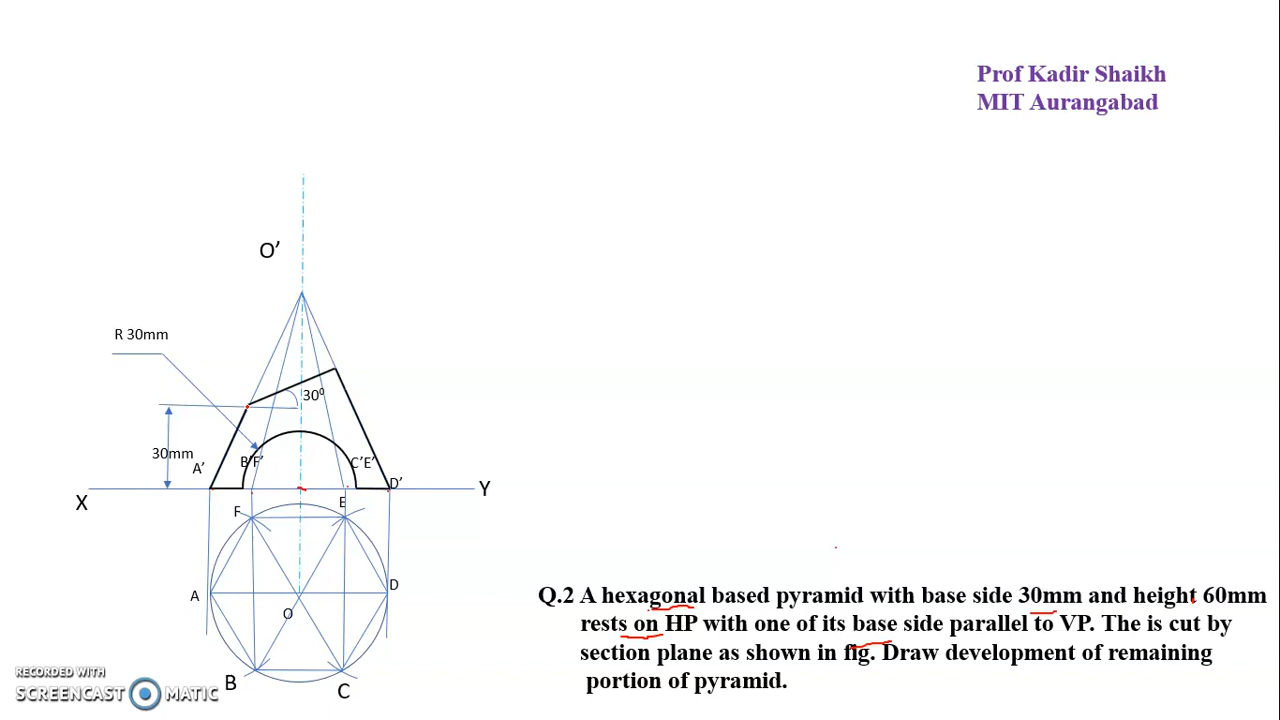 Prof Kadir Shaikh
MIT Aurangabad
O’
R 30mm
30⁰
30mm
A’
B’F’
C’E’
D’
X
Y
F
E
A
D
O
B
C
Q.2 A hexagonal based pyramid with base side 30mm and height 60mm
rests on HP with one of its base side parallel to VP. The is cut by
section plane as shown in fig. Draw development of remaining
portion of pyramid.
RECORDED WITH
SCREENCAST MATIC